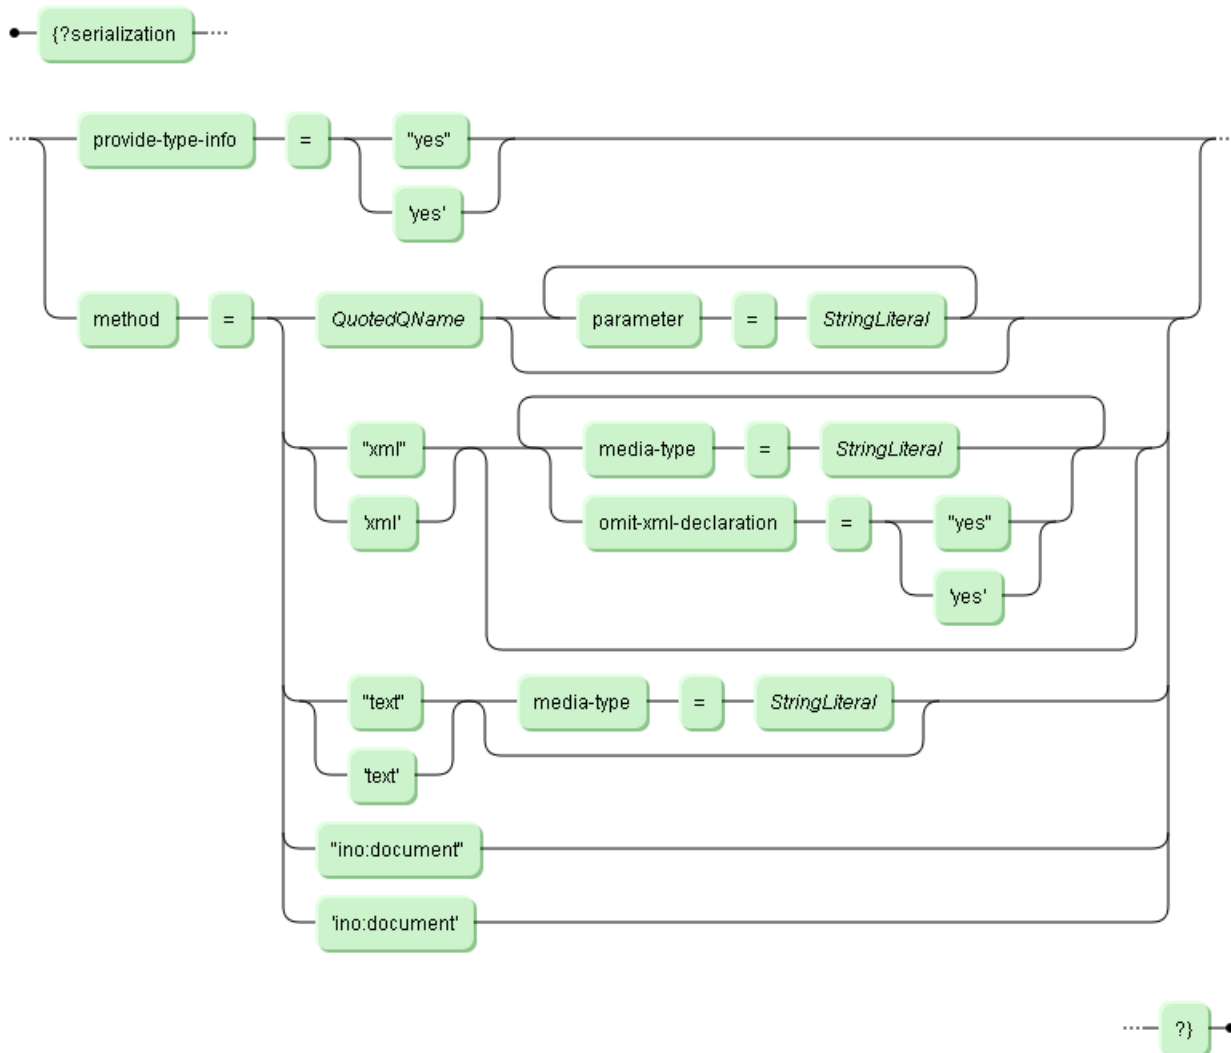 {?serialization
provide-type-info = "yes"
'yes'
method = QuotedQName parameter = StringLiteral
"xml" media-type = StringLiteral
'xml' omit-xml-declaration = "yes"
'yes'
"text" media-type = StringLiteral
'text'
"ino:document"
'ino:document'
?}